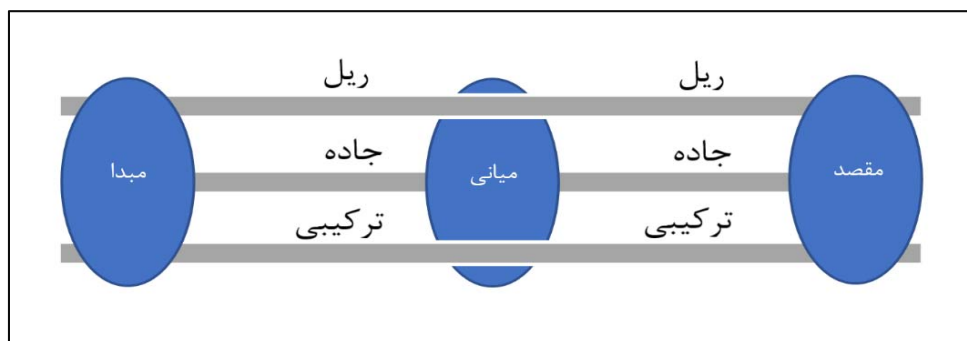 ریل
ریل
جاده
جاده
مقصد
میانی
مبدا
ترکیبی
ترکیبی